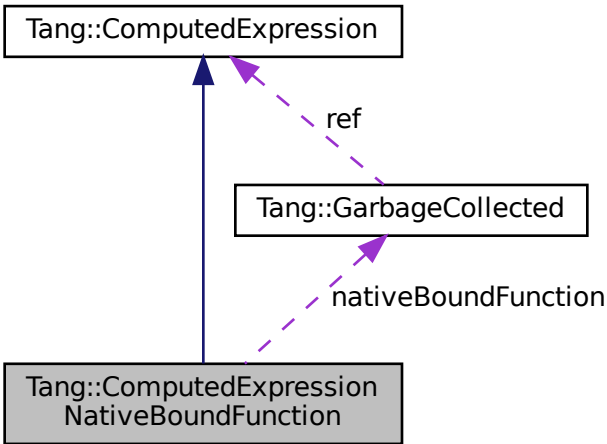 Tang::ComputedExpression
ref
Tang::GarbageCollected
nativeBoundFunction
Tang::ComputedExpression
NativeBoundFunction